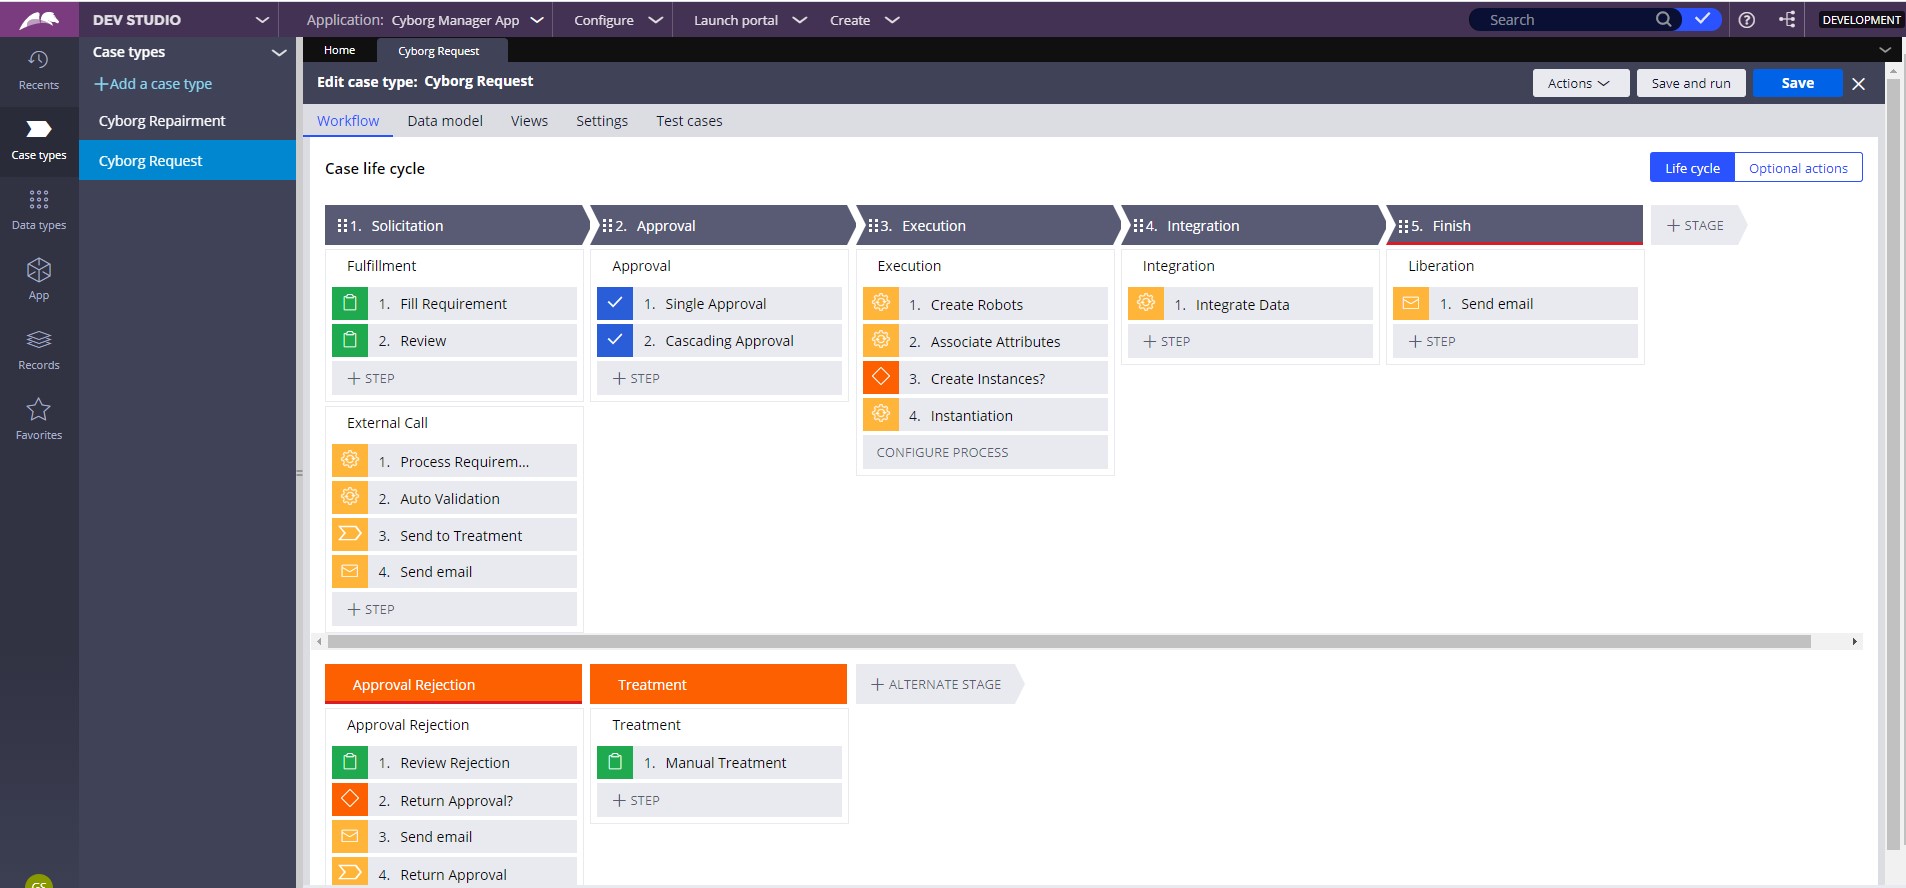 DEV STUDIO
Application: Cyborg Manager App
Configure
Launch portal
Create
Search
DEVELOPMENT
Recents
Case types
Data types
App
Records
Favorites
GS
Case types
+Add a case type
Cyborg Repairment
Cyborg Request
Home
Cyborg Request
Edit case type: Cyborg Request
Actions
Save and run
Save
Workflow
Data model
Views
Settings
Test cases
Case life cycle
Life cycle
Optional actions
1. Solicitation
2. Approval
3. Execution
4. Integration
5. Finish
+ STAGE
Fulfillment
1. Fill Requirement
2. Review
+ STEP
External Call
1. Process Requirem...
2. Auto Validation
3. Send to Treatment
4. Send email
+ STEP
Approval
1. Single Approval
2. Cascading Approval
+ STEP
Execution
1. Create Robots
2. Associate Attributes
3. Create Instances?
4. Instantiation
CONFIGURE PROCESS
Integration
1. Integrate Data
+ STEP
Liberation
1. Send email
+ STEP
Approval Rejection
Treatment
+ ALTERNATE STAGE
Approval Rejection
1. Review Rejection
2. Return Approval?
3. Send email
4. Return Approval
Treatment
1. Manual Treatment
+ STEP